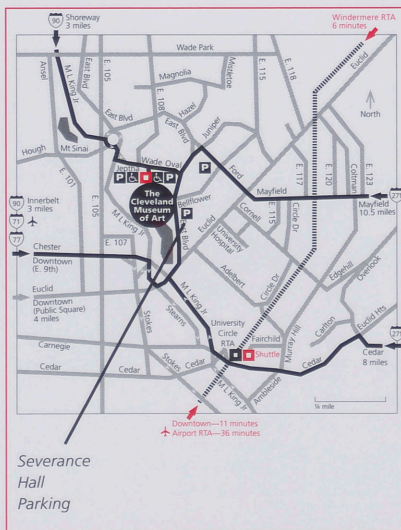 90
Shoreway
3 miles
Windermere RTA
6 minutes
Wade Park
Ansel
M L King Jr
East Blvd
E. 105
E. 108
Magnolia
Mistletoe
E. 115
E. 118
Euclid
North
East Blvd
Hazel
East Blvd
Juniper
Hough
Mt Sinai
Wade Oval
Jeptha
P
P
P
P
Ford
E. 101
E. 105
The
Cleveland
Museum
of Art
Bellflower
East Blvd
Mayfield
E. 117
E. 120
E. 123
Coltman
271
Mayfield
10.5 miles
90
71
77
Innerbelt
3 miles
M L King Jr
Euclid
Cornell
University
Hospital
E. 115
Circle Dr
Chester
Downtown
(E. 9th)
E. 107
Adelbert
Circle Dr
Edgehill
Overlook
Euclid
Downtown
(Public Square)
4 miles
Stokes
Stearns
M L King Jr
University
Circle
RTA
Shuttle
Fairchild
Murray Hill
Carlton
Euclid Hts
271
Carnegie
Cedar
Cedar
Stokes
Cedar
Cedar
Cedar
8 miles
M L King Jr
Ambleside
¼ mile
Downtown—11 minutes
Airport RTA—36 minutes
Severance
Hall
Parking